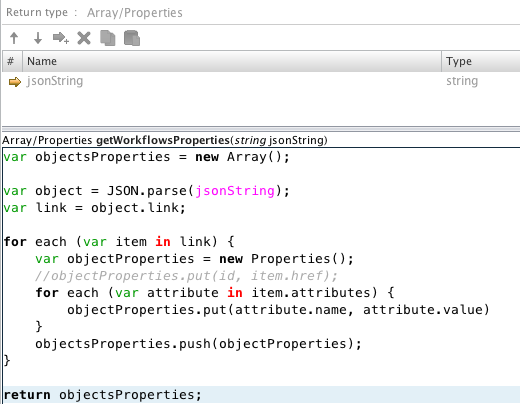 Return type : Array/Properties
# Name Type
jsonString string
Array/Properties getWorkflowsProperties(string jsonString)
var objectsProperties = new Array();
var object = JSON.parse(jsonString);
var link = object.link;
for each (var item in link) {
    var objectProperties = new Properties();
    //objectProperties.put(id, item.href);
    for each (var attribute in item.attributes) {
        objectProperties.put(attribute.name, attribute.value)
    }
    objectsProperties.push(objectProperties);
}
return objectsProperties;